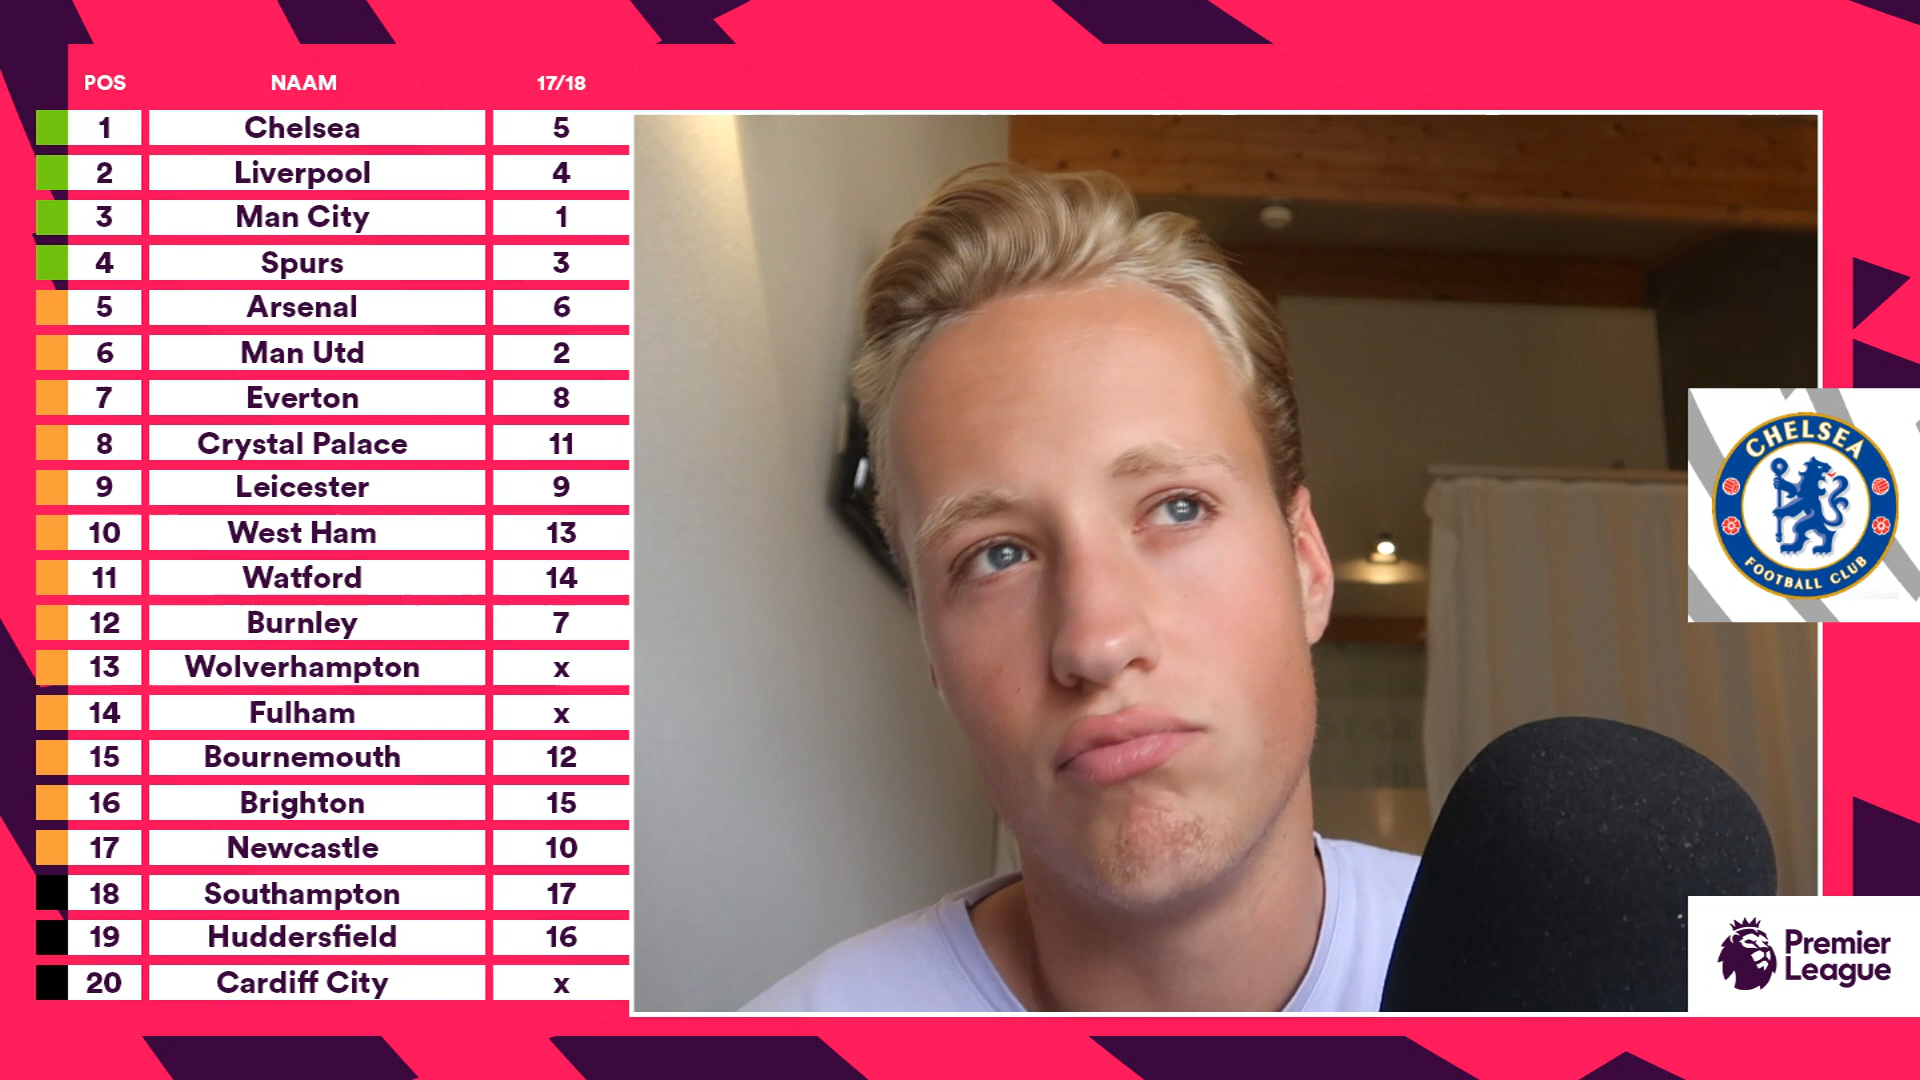 POS NAAM 17/18
1 Chelsea 5
2 Liverpool 4
3 Man City 1
4 Spurs 3
5 Arsenal 6
6 Man Utd 2
7 Everton 8
8 Crystal Palace 11
9 Leicester 9
10 West Ham 13
11 Watford 14
12 Burnley 7
13 Wolverhampton x
14 Fulham x
15 Bournemouth 12
16 Brighton 15
17 Newcastle 10
18 Southampton 17
19 Huddersfield 16
20 Cardiff City x
CHELSEA
FOOTBALL CLUB
Premier
League